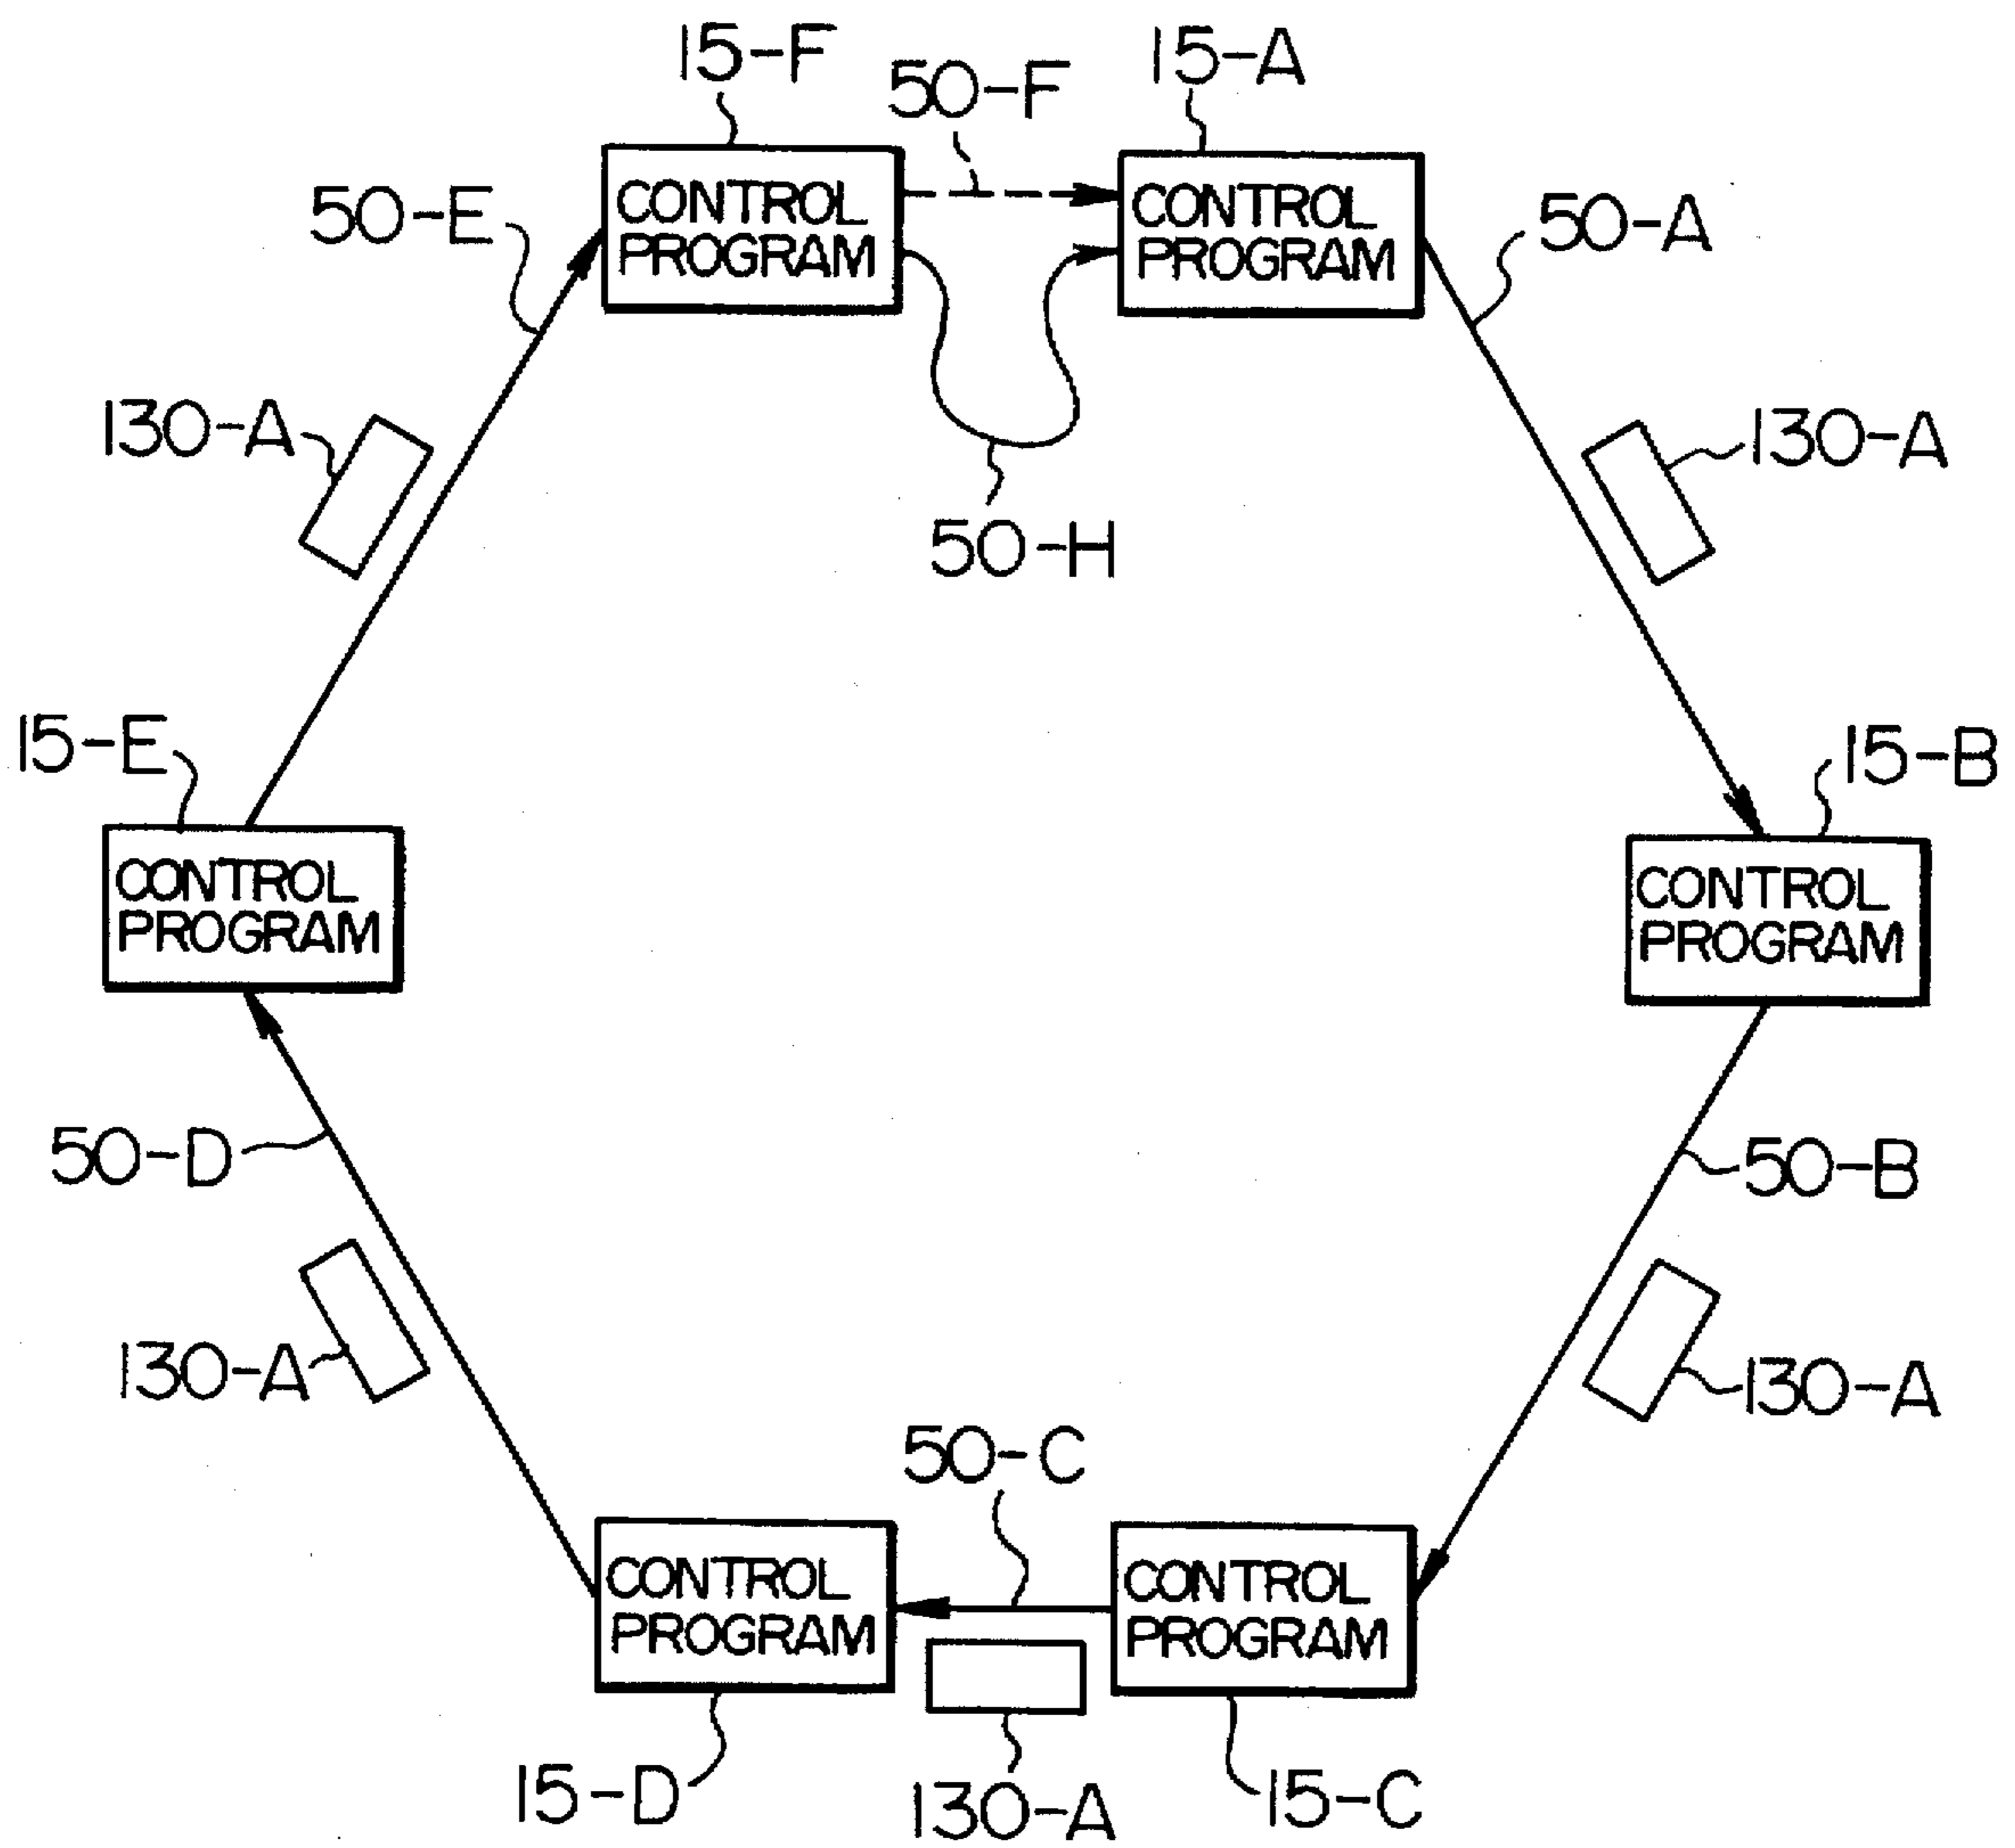 15-F
15-A
50-F
CONTROL
PROGRAM
CONTROL
PROGRAM
50-E
50-A
130-A
130-A
50-H
15-E
15-B
CONTROL
PROGRAM
CONTROL
PROGRAM
50-D
50-B
130-A
130-A
50-C
CONTROL
PROGRAM
CONTROL
PROGRAM
15-D
130-A
15-C